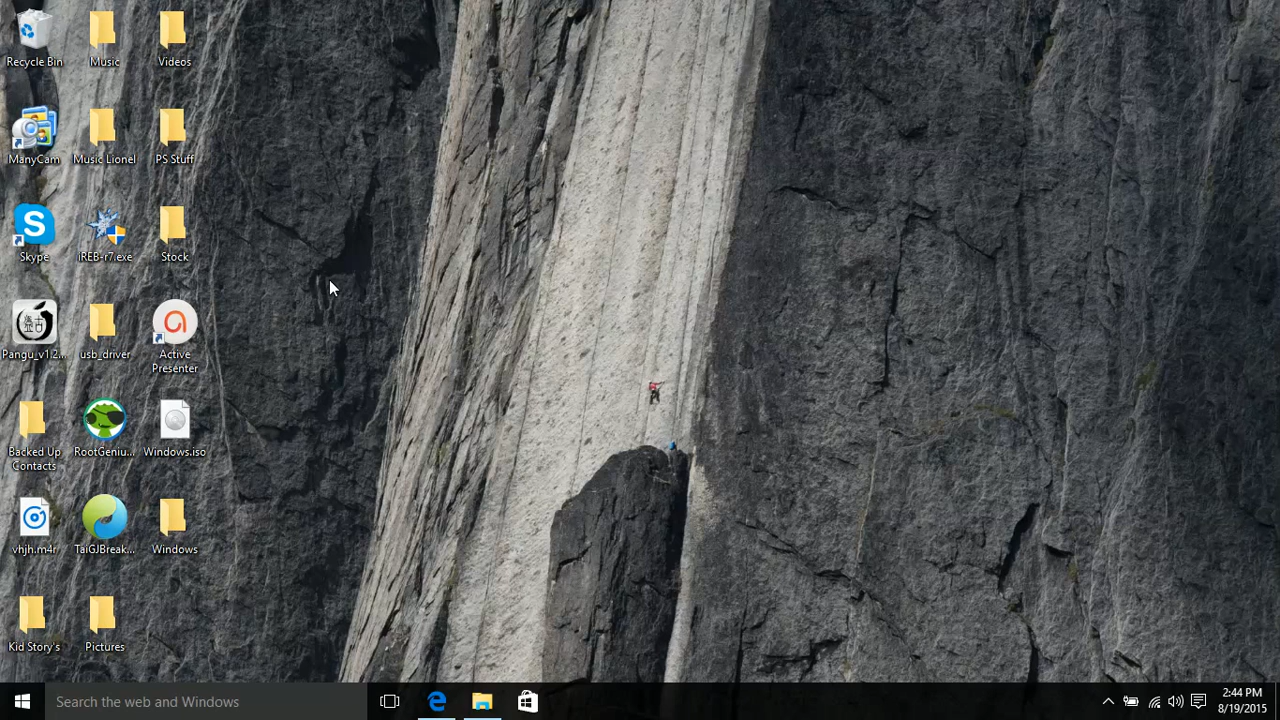 Recycle Bin
Music
Videos
ManyCam
Music Lionel
PS Stuff
S
Skype
iREB-r7.exe
Stock
Pangu_v1.2...
usb_driver
Active
Presenter
Backed Up
Contacts
RootGeniu...
Windows.iso
vhjh.m4r
TaiGJBreak...
Windows
Kid Story's
Pictures
Search the web and Windows
2:44 PM
8/19/2015